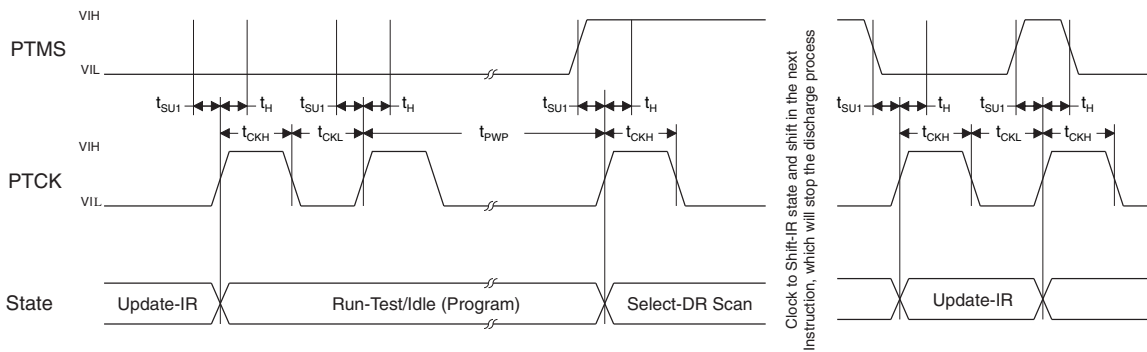 VIH
PTMS
VIL
tSU1 tH tSU1 tH tSU1 tH tSU1 tH tSU1 tH
tCKH tCKL tPWP tCKH tCKH tCKL tCKH
VIH
PTCK
VIL
State Update-IR Run-Test/Idle (Program) Select-DR Scan Update-IR
Clock to Shift-IR state and shift in the next
Instruction, which will stop the discharge process